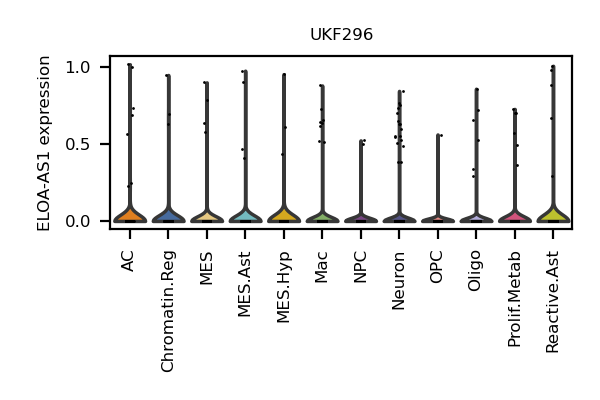 UKF296
ELOA-AS1 expression
1.0
0.5
0.0
AC
Chromatin.Reg
MES
MES.Ast
MES.Hyp
Mac
NPC
Neuron
OPC
Oligo
Prolif.Metab
Reactive.Ast